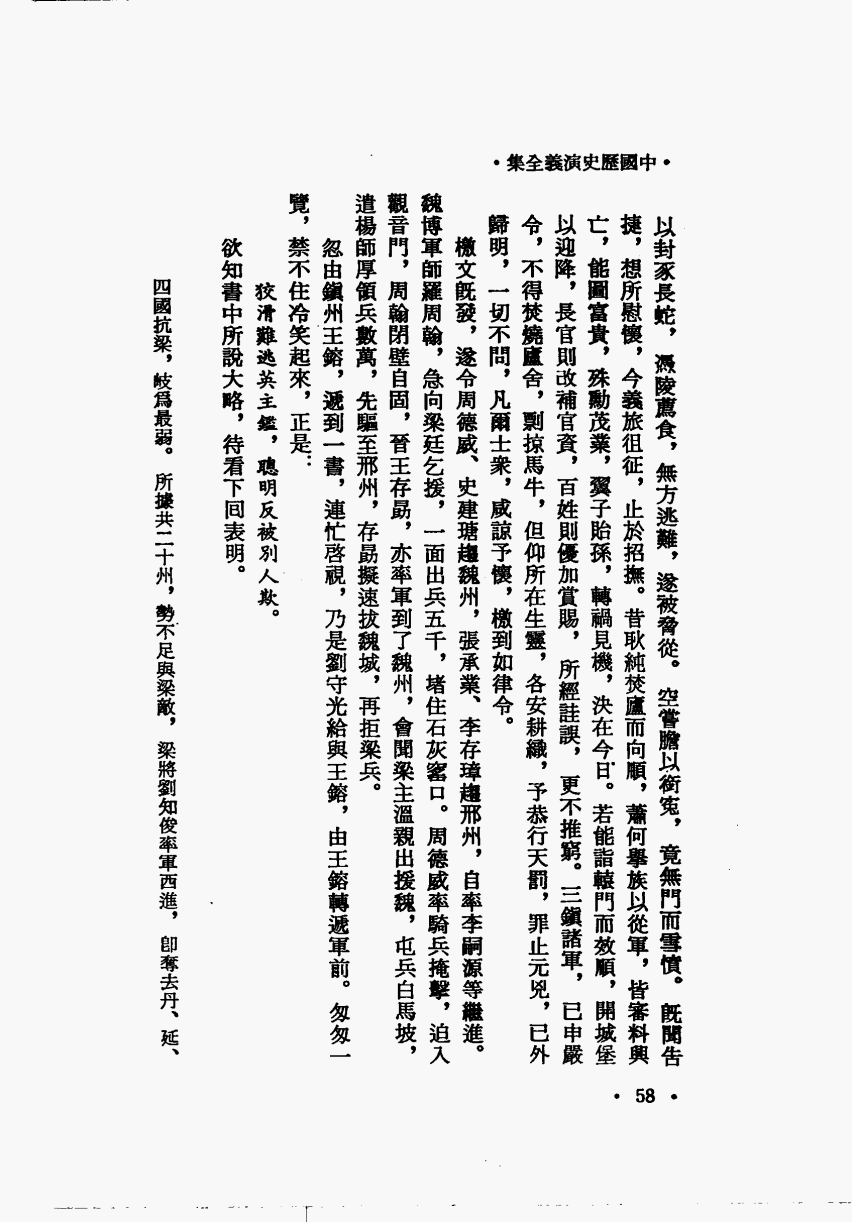 •中國歷史演義全集•
以封豕長蛇，憑陵薦食，無方逃難，遂被脅從。空嘗膽以銜寃，竟無門而雪憤。旣聞告
捷，想所慰懷，今義旅徂征，止於招撫。昔耿純焚廬而向順，蕭何擧族以從軍，皆審料興
亡，能圖富貴，殊勳茂業，翼子貽孫，轉禍見機，決在今日。若能詣轅門而效順，開城堡
以迎降，長官則改補官資，百姓則優加賞賜，所經詿誤，更不推窮。三鎭諸軍，已申嚴
令，不得焚燒廬舍，剽掠馬牛，但仰所在生靈，各安耕織，予恭行天罰，罪止元兇，已外
歸明，一切不問，凡爾士衆，咸諒予懷，檄到如律令。
檄文旣發，遂令周德威、史建瑭趨魏州，張承業、李存璋趨邢州，自率李嗣源等繼進。
魏博軍師羅周翰，急向梁廷乞援，一面出兵五千，堵住石灰窰口。周德威率騎兵掩擊，迫入
觀音門，周翰閉壁自固，晉王存勗，亦率軍到了魏州，會聞梁主溫親出援魏，屯兵白馬坡，
遣楊師厚領兵數萬，先驅至邢州，存勗擬速拔魏城，再拒梁兵。
忽由鎭州王鎔，遞到一書，連忙啓視，乃是劉守光給與王鎔，由王鎔轉遞軍前。匆匆一
覽，禁不住冷笑起來，正是：
狡滑難逃英主鑑，聰明反被別人欺。
欲知書中所說大略，待看下回表明。
四國抗梁，岐爲最弱。所據共二十州，勢不足與梁敵，梁將劉知俊率軍西進，卽奪去丹、延、
•58•